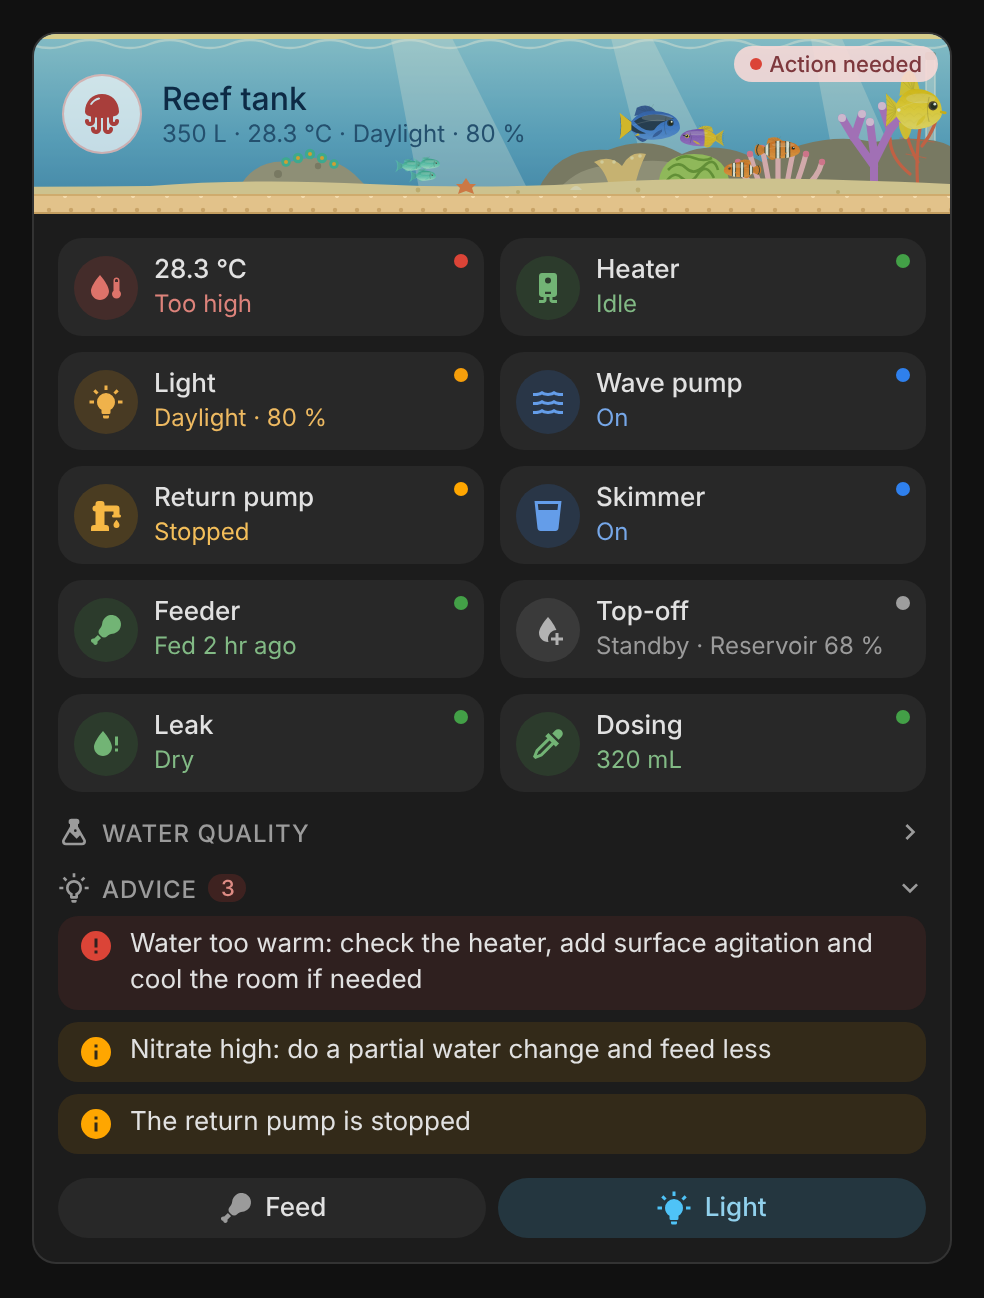 Action needed
Reef tank
350 L · 28.3 °C · Daylight · 80 %
28.3 °C
Too high
Heater
Idle
Light
Daylight · 80 %
Wave pump
On
Return pump
Stopped
Skimmer
On
Feeder
Fed 2 hr ago
Top-off
Standby · Reservoir 68 %
Leak
Dry
Dosing
320 mL
WATER QUALITY
ADVICE 3
Water too warm: check the heater, add surface agitation and
cool the room if needed
Nitrate high: do a partial water change and feed less
The return pump is stopped
Feed
Light